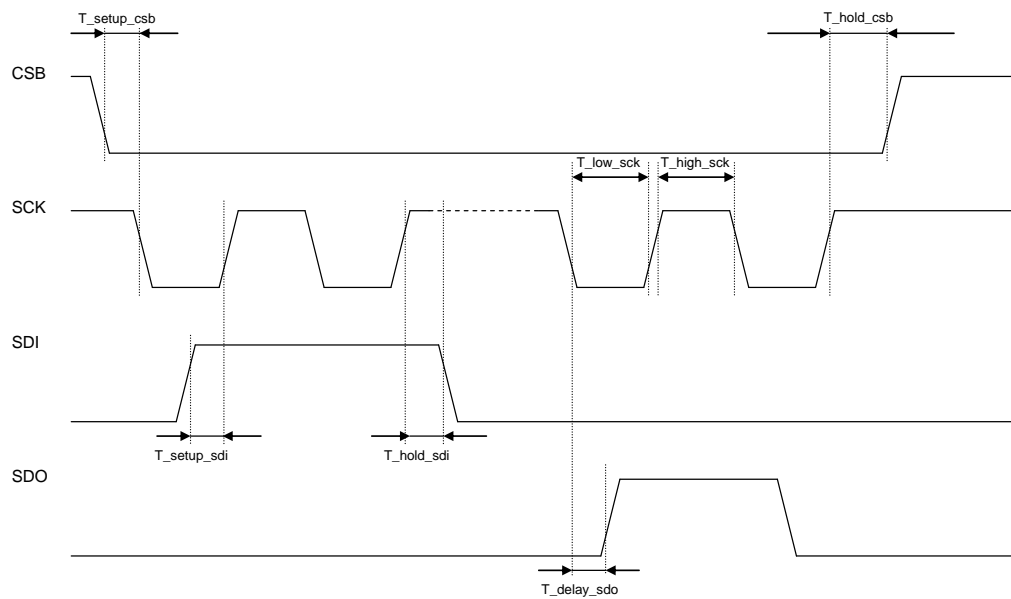 T_setup_csb
T_hold_csb
CSB
T_low_sck
T_high_sck
SCK
SDI
T_setup_sdi
T_hold_sdi
SDO
T_delay_sdo